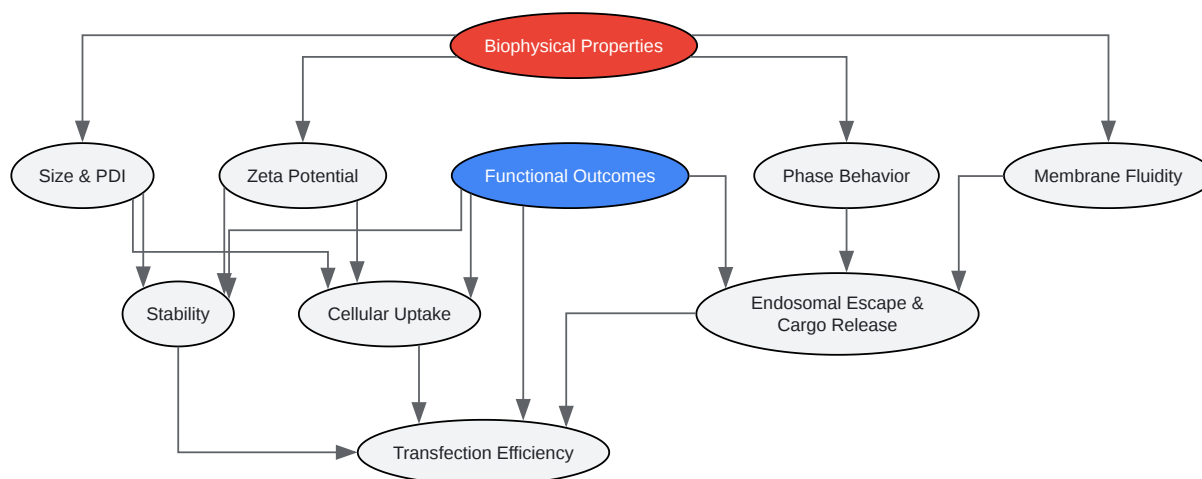 Biophysical Properties
Size & PDI
Zeta Potential
Functional Outcomes
Phase Behavior
Membrane Fluidity
Stability
Cellular Uptake
Endosomal Escape &
Cargo Release
Transfection Efficiency